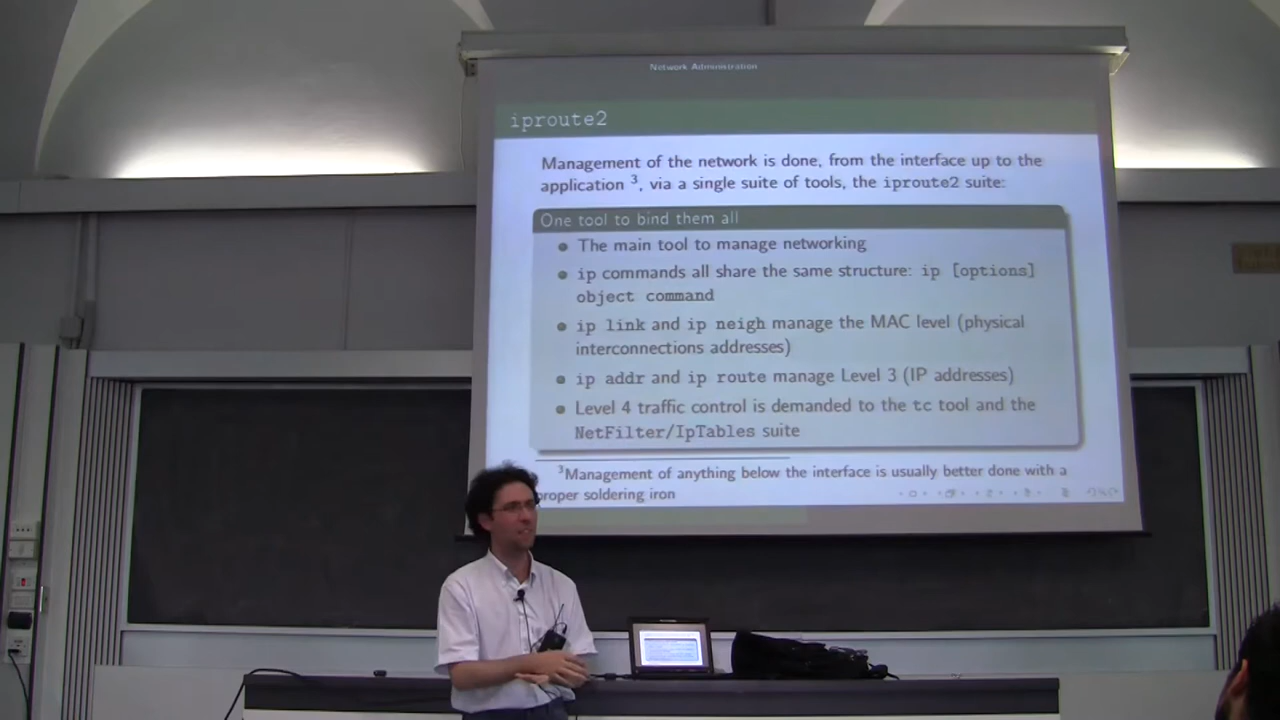 Network Administration
iproute2
Management of the network is done, from the interface up to the
application ³, via a single suite of tools, the iproute2 suite:
One tool to bind them all
The main tool to manage networking
ip commands all share the same structure: ip [options]
object command
ip link and ip neigh manage the MAC level (physical
interconnections addresses)
ip addr and ip route manage Level 3 (IP addresses)
Level 4 traffic control is demanded to the tc tool and the
NetFilter/IpTables suite
³Management of anything below the interface is usually better done with a
proper soldering iron